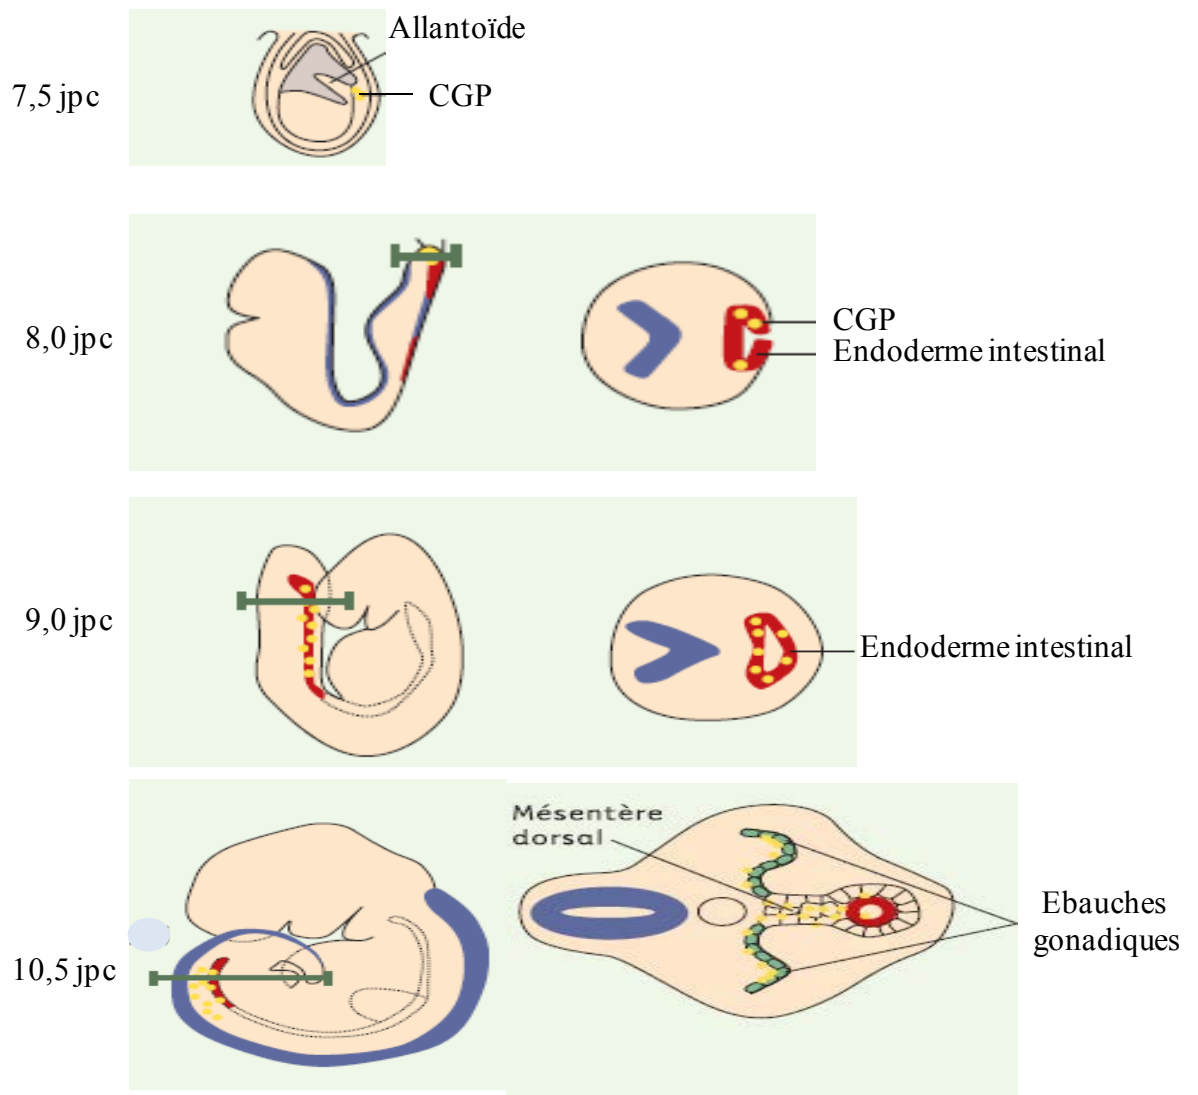 Allantoïde
7,5 jpc
CGP
8,0 jpc
CGP
Endoderme intestinal
9,0 jpc
Endoderme intestinal
Mésentère
dorsal
Ebauches
gonadiques
10,5 jpc